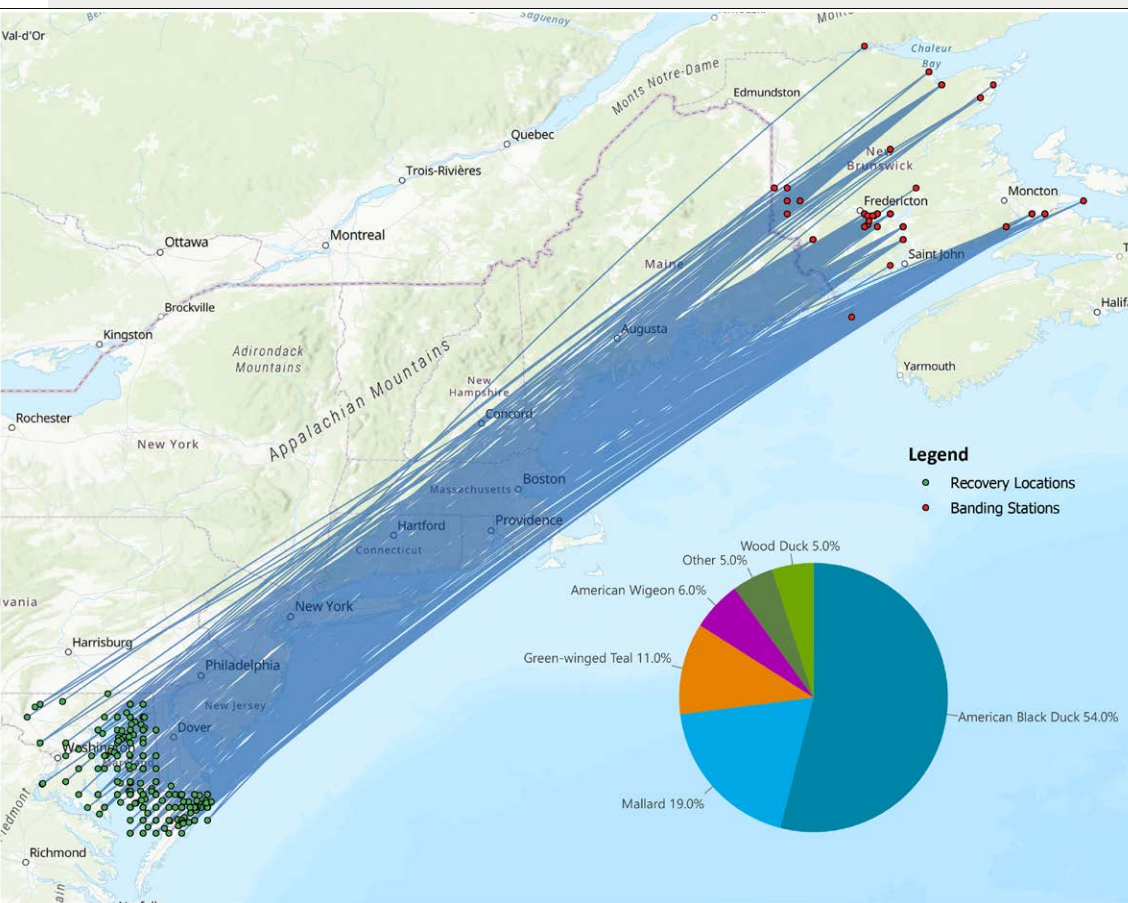 Val-d'Or
Saguenay
Chaleur
Bay
Monts Notre-Dame
Edmundston
Quebec
New
Brunswick
Trois-Rivières
Moncton
Fredericton
Ottawa
Montreal
Saint John
Maine
Brockville
Kingston
Augusta
Adirondack
Mountains
Yarmouth
Appalachian Mountains
New
Hampshire
Concord
Rochester
New York
Legend
Recovery Locations
Banding Stations
Boston
Massachusetts
Hartford
Providence
Connecticut
Wood Duck 5.0%
Other 5.0%
American Wigeon 6.0%
New York
Harrisburg
Green-winged Teal 11.0%
Philadelphia
New Jersey
American Black Duck 54.0%
Dover
Washington
Maryland
Mallard 19.0%
Richmond